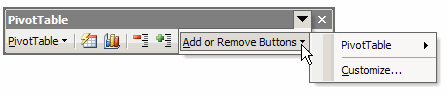 PivotTable
PivotTable
Add or Remove Buttons
PivotTable
Customize...